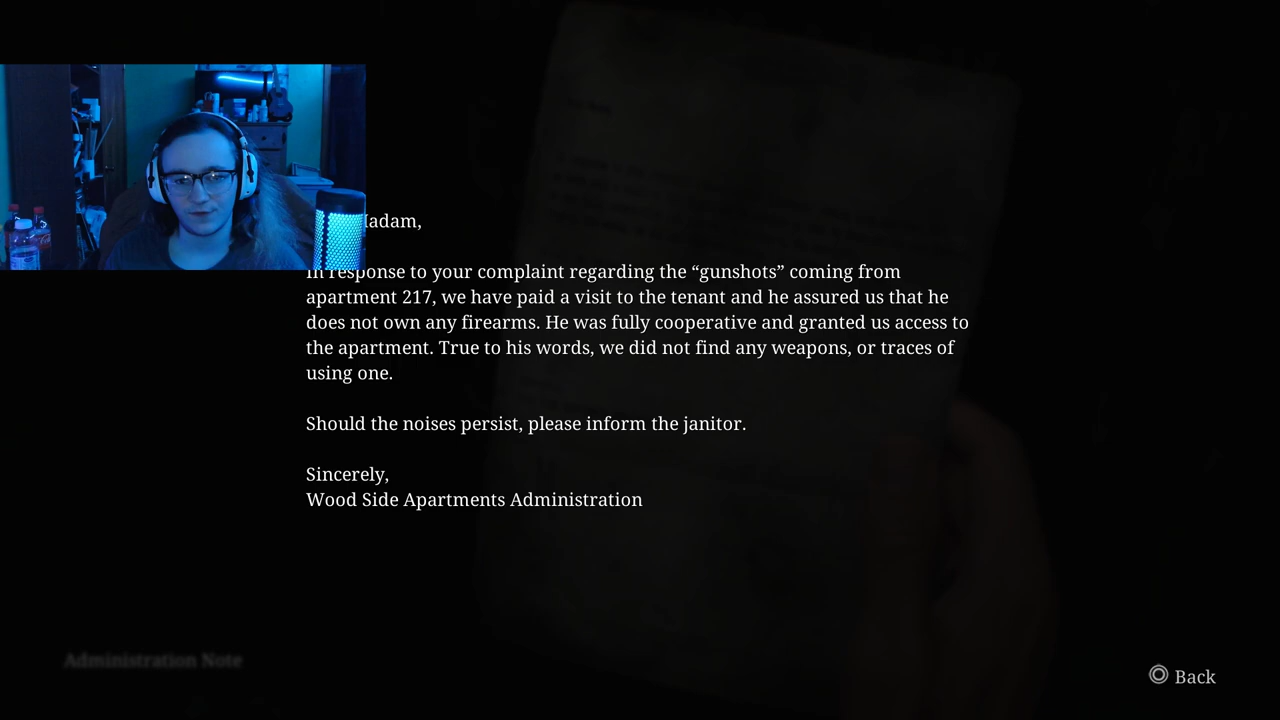 In response to your complaint regarding the “gunshots” coming from
apartment 217, we have paid a visit to the tenant and he assured us that he
does not own any firearms. He was fully cooperative and granted us access to
the apartment. True to his words, we did not find any weapons, or traces of
using one.
Should the noises persist, please inform the janitor.
Sincerely,
Wood Side Apartments Administration
Administration Note
Back